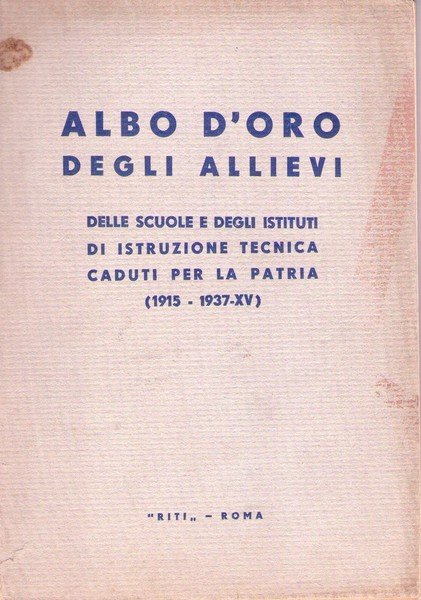 ALBO D'ORO
DEGLI ALLIEVI
DELLE SCUOLE E DEGLI ISTITUTI
DI ISTRUZIONE TECNICA
CADUTI PER LA PATRIA
(1915 - 1937-XV)
"RITI„ - ROMA